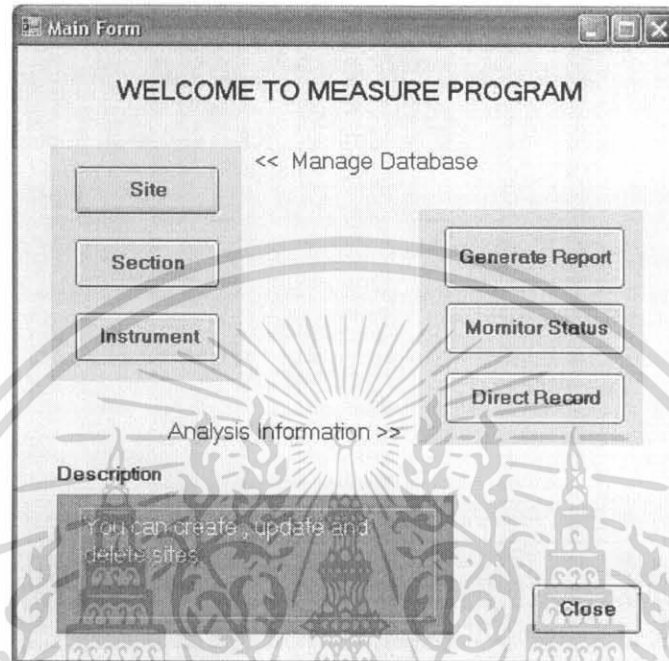 Main Form
WELCOME TO MEASURE PROGRAM
<< Manage Database
Site
Section
Instrument
Generate Report
Mornitor Status
Direct Record
Analysis Information >>
Description
You can create , update and
delete sites.
Close